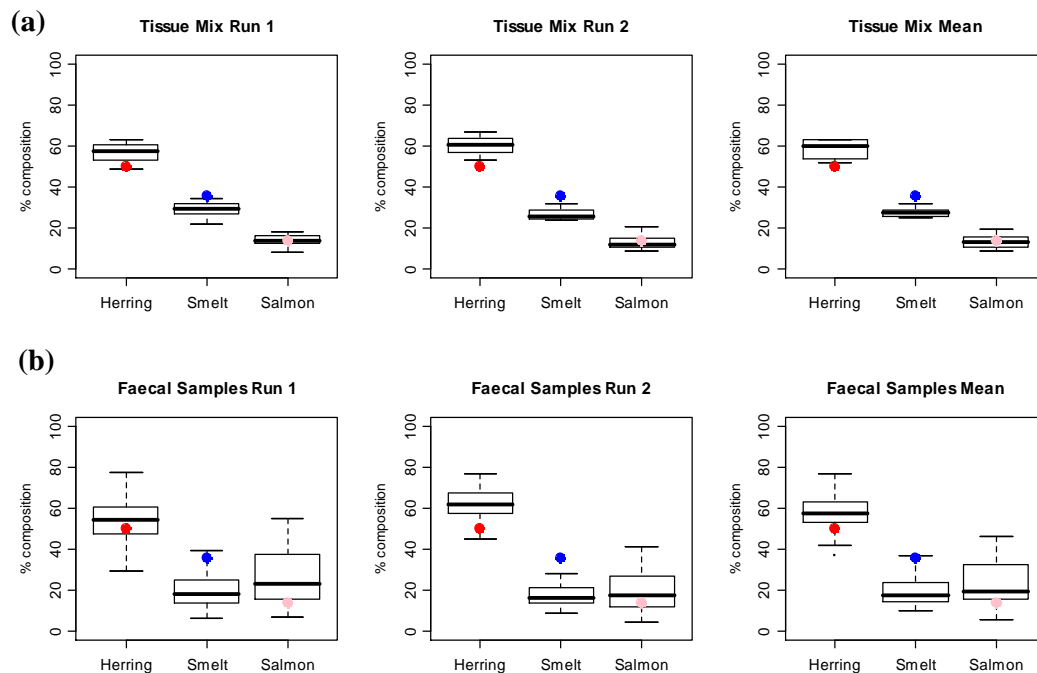 (a)
Tissue Mix Run 1
Tissue Mix Run 2
Tissue Mix Mean
% composition
0 20 40 60 80 100
Herring Smelt Salmon
% composition
0 20 40 60 80 100
Herring Smelt Salmon
% composition
0 20 40 60 80 100
Herring Smelt Salmon
(b)
Faecal Samples Run 1
Faecal Samples Run 2
Faecal Samples Mean
% composition
0 20 40 60 80 100
Herring Smelt Salmon
% composition
0 20 40 60 80 100
Herring Smelt Salmon
% composition
0 20 40 60 80 100
Herring Smelt Salmon